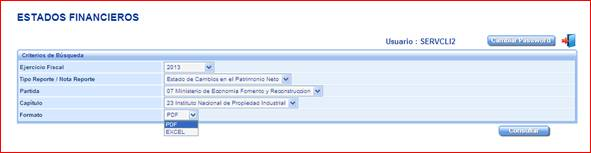 ESTADOS FINANCIEROS
Usuario : SERVCLI2 Cambiar Password
Criterios de Búsqueda
Ejercicio Fiscal 2013
Tipo Reporte / Nota Reporte Estado de Cambios en el Patrimonio Neto
Partida 07 Ministerio de Economia Fomento y Reconstruccion
Capítulo 23 Instituto Nacional de Propiedad Industrial
Formato PDF
PDF
EXCEL
Consultar